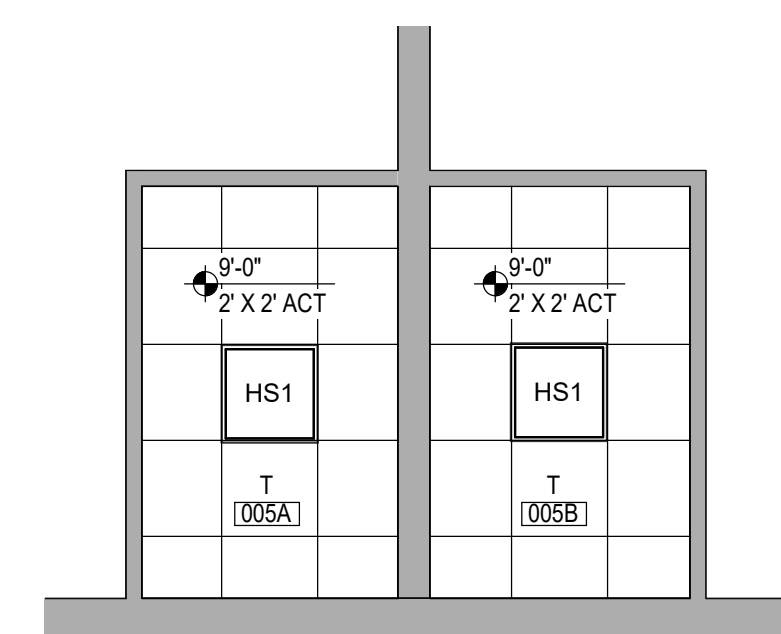 9'-0"
2' X 2' ACT
HS1
T
005A
9'-0"
2' X 2' ACT
HS1
T
005B